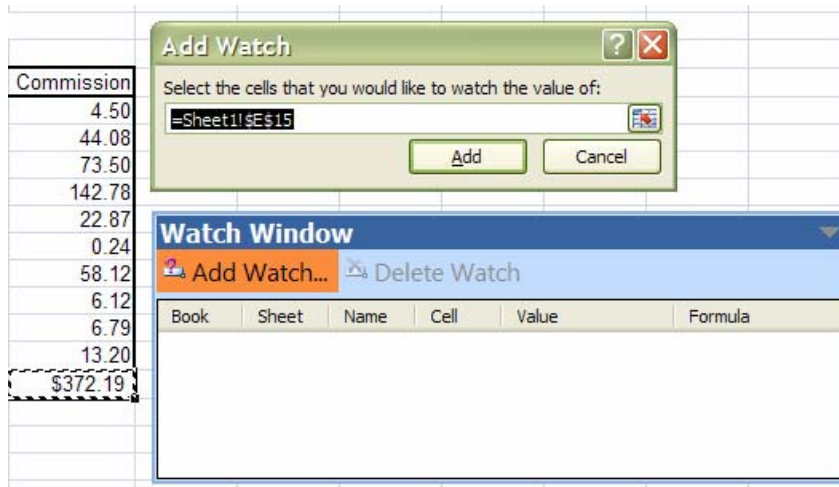 Add Watch
Select the cells that you would like to watch the value of:
=Sheet1!$E$15
Add Cancel
Commission
4.50
44.08
73.50
142.78
22.87
0.24
58.12
6.12
6.79
13.20
$372.19
Watch Window
Add Watch... Delete Watch
Book Sheet Name Cell Value Formula